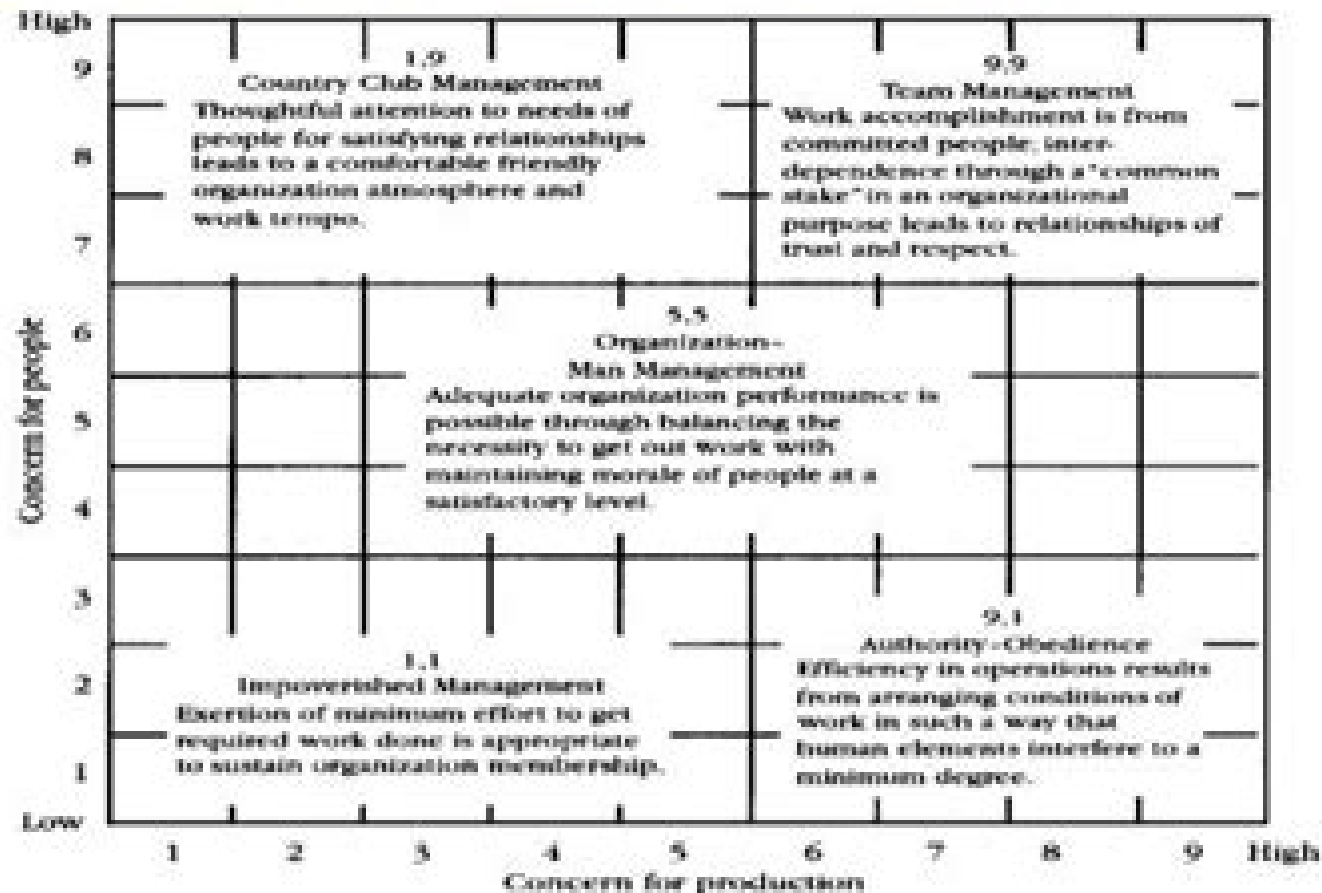 High
9
8
7
6
5
4
3
2
1
Low
Concern for people
1,9
Country Club Management
Thoughtful attention to needs of
people for satisfying relationships
leads to a comfortable friendly
organization atmosphere and
work tempo.
9,9
Team Management
Work accomplishment is from
committed people, inter-
dependence through a "common
stake" in an organizational
purpose leads to relationships of
trust and respect.
5,5
Organization-
Man Management
Adequate organization performance is
possible through balancing the
necessity to get out work with
maintaining morale of people at a
satisfactory level.
1,1
Impoverished Management
Exertion of minimum effort to get
required work done is appropriate
to sustain organization membership.
9,1
Authority-Obedience
Efficiency in operations results
from arranging conditions of
work in such a way that
human elements interfere to a
minimum degree.
1 2 3 4 5 6 7 8 9 High
Concern for production